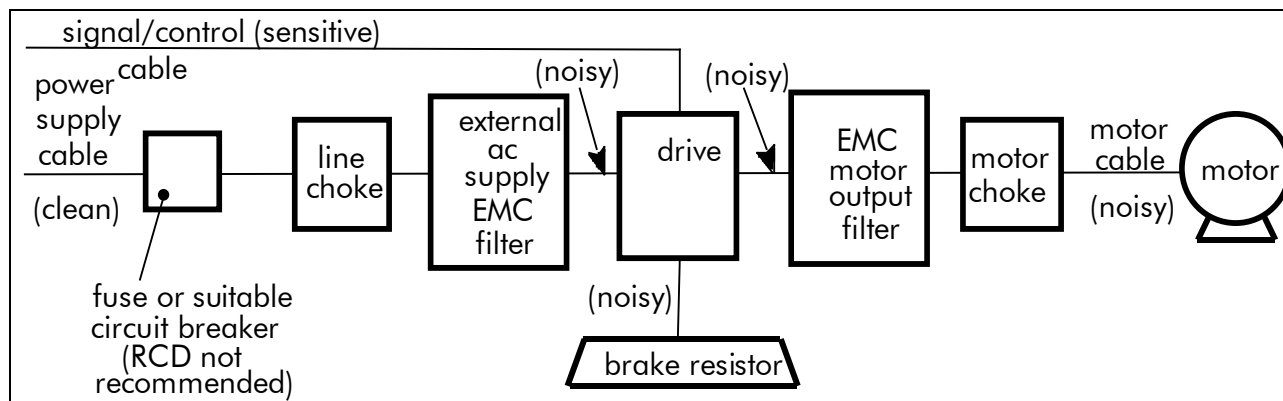 signal/control (sensitive)
cable
power
supply
cable
(clean)
fuse or suitable
circuit breaker
(RCD not
recommended)
line
choke
external
ac
supply
EMC
filter
(noisy)
drive
(noisy)
brake resistor
(noisy)
EMC
motor
output
filter
motor
choke
motor
cable
(noisy)
motor